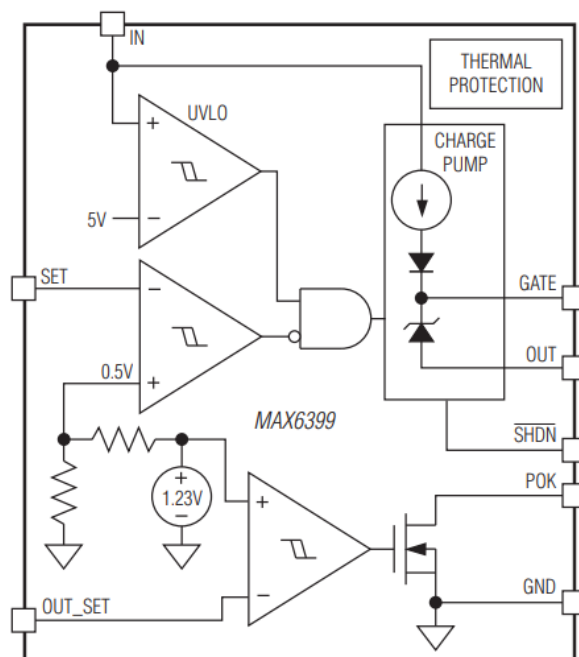 IN
THERMAL
PROTECTION
UVLO
+
5V
−
CHARGE
PUMP
SET
−
GATE
0.5V
+
OUT
MAX6399
SHDN
+
1.23V
−
+
POK
−
OUT_SET
GND